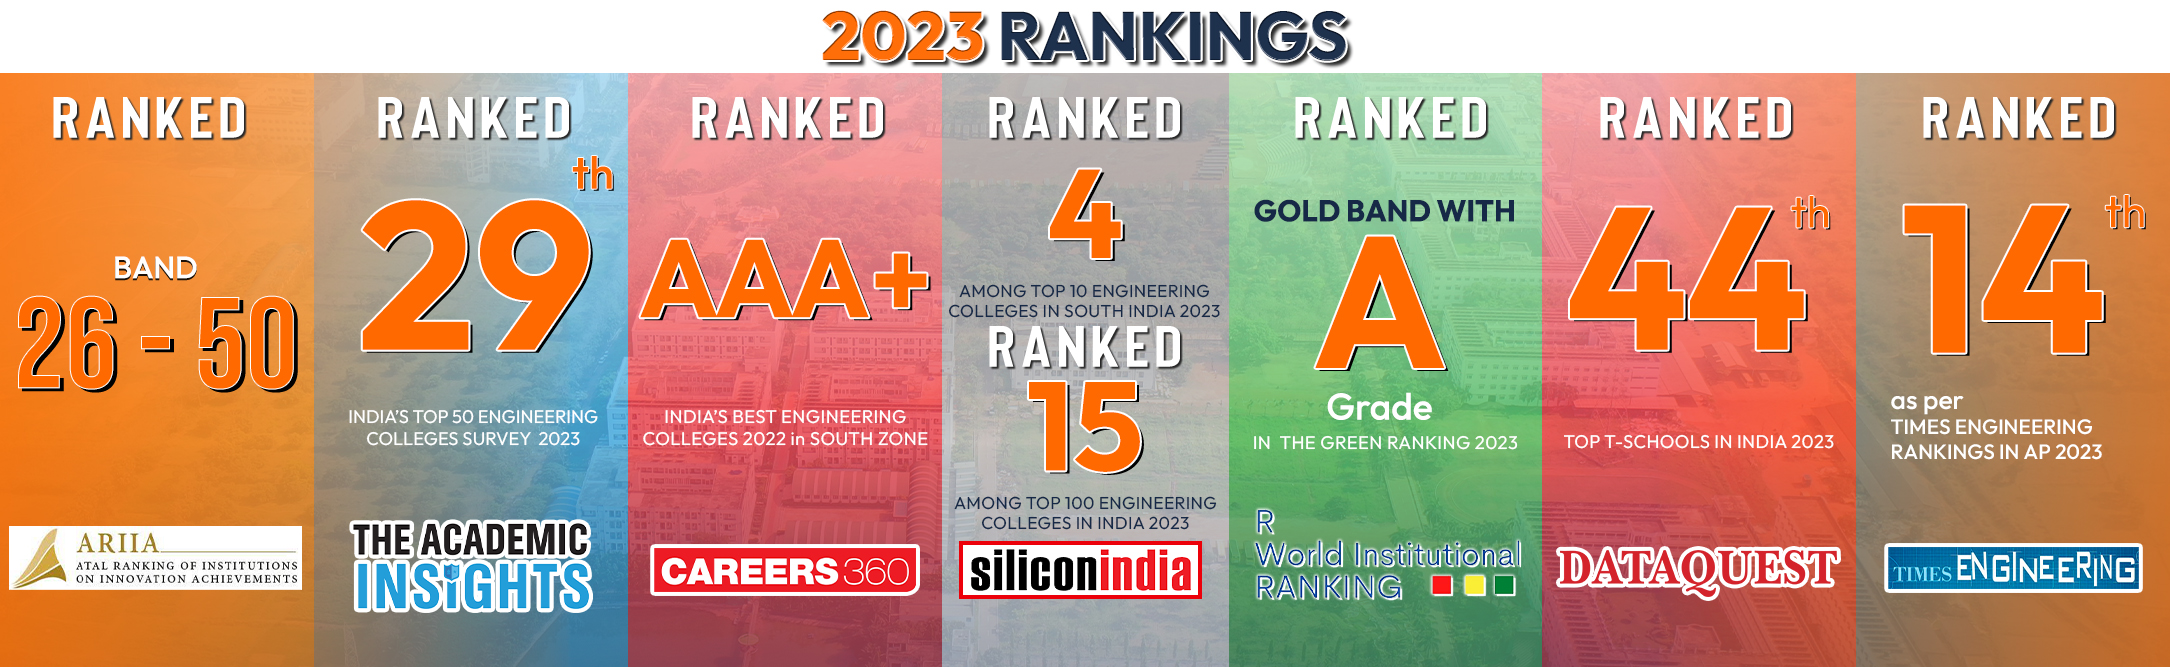 2023 RANKINGS
RANKED
BAND
26 - 50
ARIIA
ATAL RANKING OF INSTITUTIONS
ON INNOVATION ACHIEVEMENTS
RANKED
29th
INDIA'S TOP 50 ENGINEERING
COLLEGES SURVEY 2023
THE ACADEMIC
INSIGHTS
RANKED
AAA+
INDIA'S BEST ENGINEERING
COLLEGES 2022 in SOUTH ZONE
CAREERS360
RANKED
4
AMONG TOP 10 ENGINEERING
COLLEGES IN SOUTH INDIA 2023
RANKED
15
AMONG TOP 100 ENGINEERING
COLLEGES IN INDIA 2023
siliconindia
RANKED
GOLD BAND WITH
A
Grade
IN THE GREEN RANKING 2023
R
World Institutional
RANKING
RANKED
44th
TOP T-SCHOOLS IN INDIA 2023
DATAQUEST
RANKED
14th
as per
TIMES ENGINEERING
RANKINGS IN AP 2023
TIMES ENGINEERING